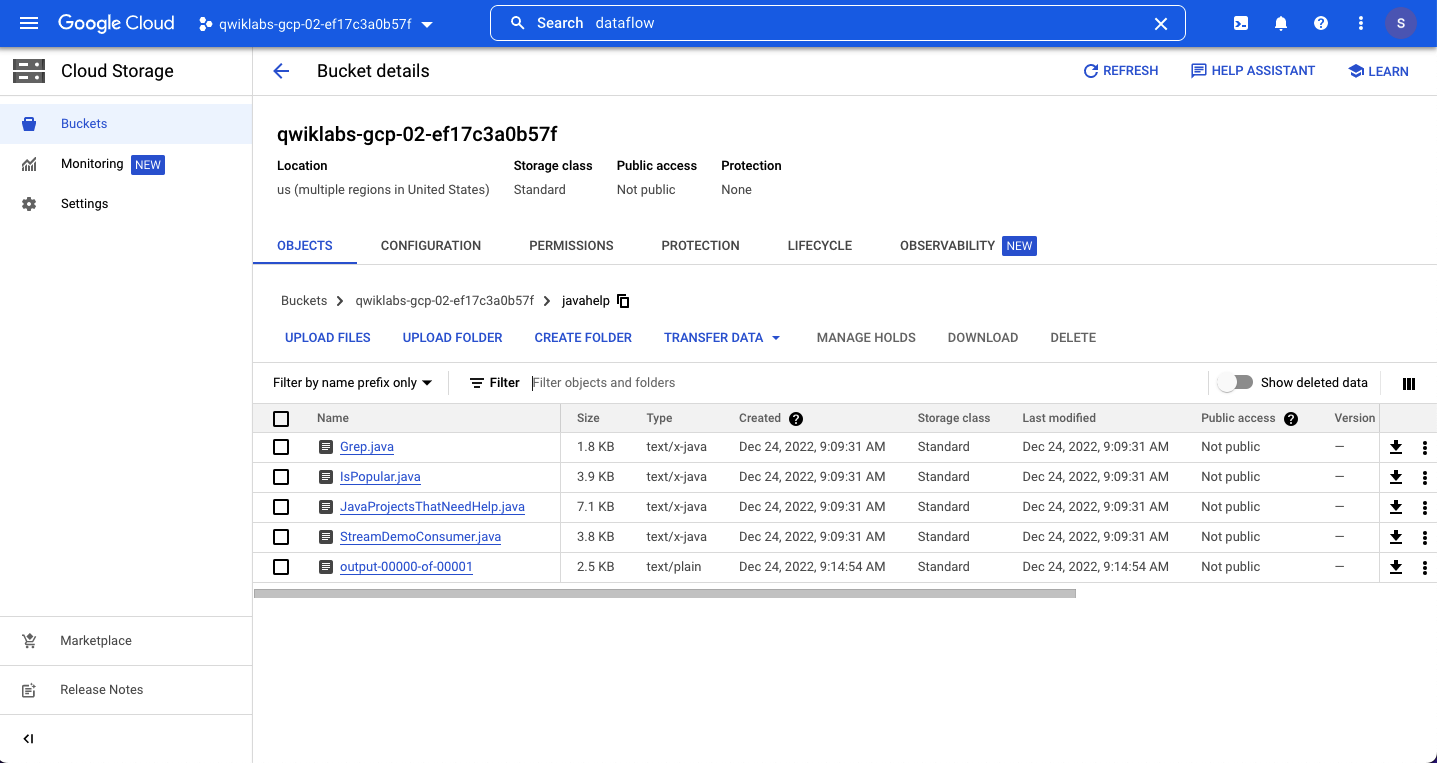 Google Cloud qwiklabs-gcp-02-ef17c3a0b57f Search dataflow S
Cloud Storage
Bucket details REFRESH HELP ASSISTANT LEARN
Buckets
Monitoring NEW
Settings
qwiklabs-gcp-02-ef17c3a0b57f
Location Storage class Public access Protection
us (multiple regions in United States) Standard Not public None
OBJECTS CONFIGURATION PERMISSIONS PROTECTION LIFECYCLE OBSERVABILITY NEW
Buckets > qwiklabs-gcp-02-ef17c3a0b57f > javahelp
UPLOAD FILES UPLOAD FOLDER CREATE FOLDER TRANSFER DATA MANAGE HOLDS DOWNLOAD DELETE
Filter by name prefix only Filter Filter objects and folders Show deleted data
Name Size Type Created Storage class Last modified Public access Version
Grep.java 1.8 KB text/x-java Dec 24, 2022, 9:09:31 AM Standard Dec 24, 2022, 9:09:31 AM Not public —
IsPopular.java 3.9 KB text/x-java Dec 24, 2022, 9:09:31 AM Standard Dec 24, 2022, 9:09:31 AM Not public —
JavaProjectsThatNeedHelp.java 7.1 KB text/x-java Dec 24, 2022, 9:09:31 AM Standard Dec 24, 2022, 9:09:31 AM Not public —
StreamDemoConsumer.java 3.8 KB text/x-java Dec 24, 2022, 9:09:31 AM Standard Dec 24, 2022, 9:09:31 AM Not public —
output-00000-of-00001 2.5 KB text/plain Dec 24, 2022, 9:14:54 AM Standard Dec 24, 2022, 9:14:54 AM Not public —
Marketplace
Release Notes